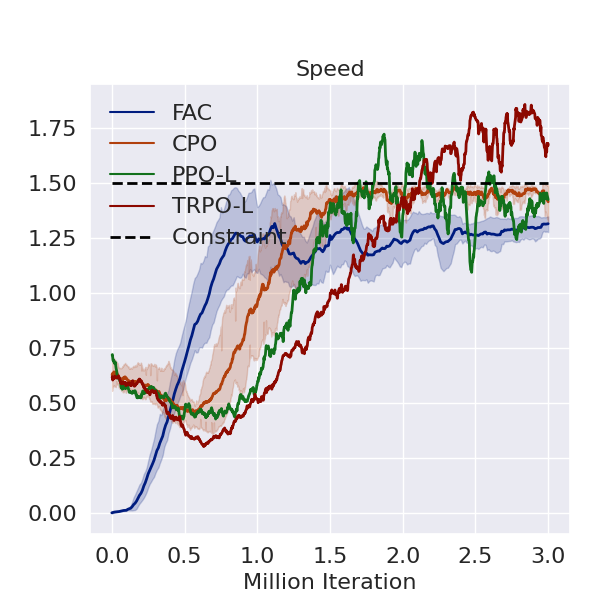 Speed
FAC
CPO
PPO-L
TRPO-L
Constraint
1.75
1.50
1.25
1.00
0.75
0.50
0.25
0.00
0.0 0.5 1.0 1.5 2.0 2.5 3.0
Million Iteration